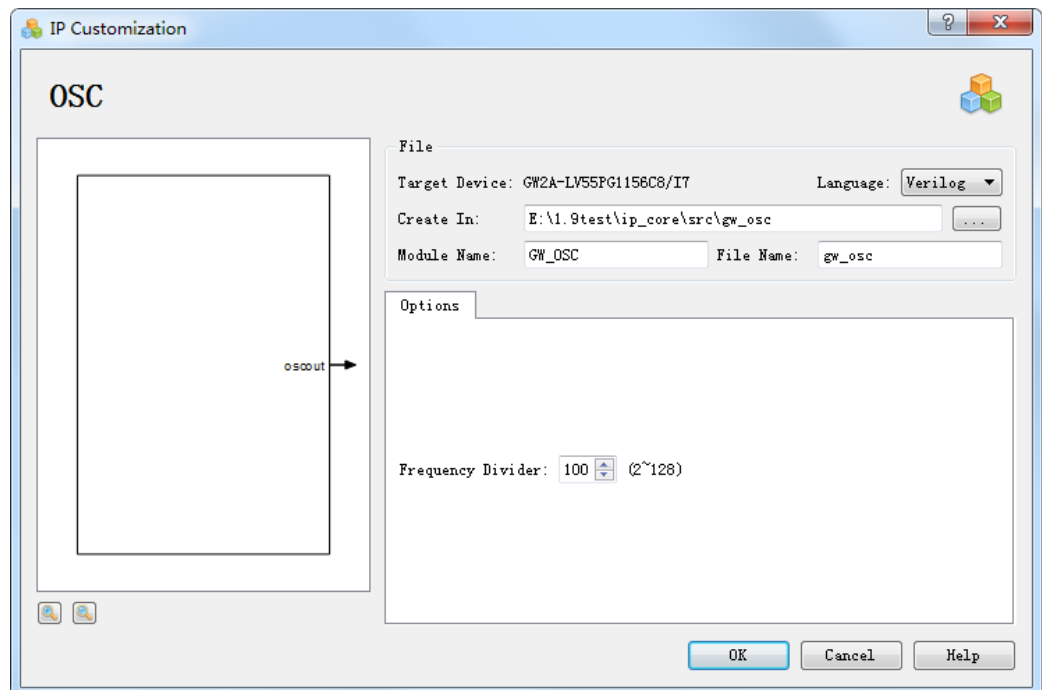 IP Customization
OSC
File
Target Device: GW2A-LV55PG1156C8/I7 Language: Verilog
Create In: E:\1.9test\ip_core\src\gw_osc ...
Module Name: GW_OSC File Name: gw_osc
Options
oscout
Frequency Divider: 100 (2~128)
OK Cancel Help